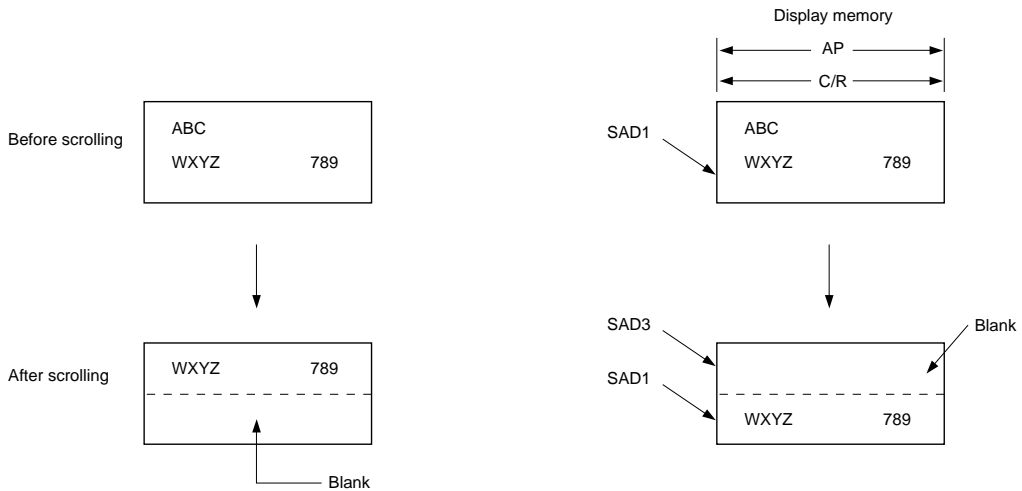 Display memory
AP
C/R
Before scrolling
ABC
WXYZ 789
SAD1
ABC
WXYZ 789
After scrolling
WXYZ 789
Blank
SAD3
SAD1
Blank
WXYZ 789